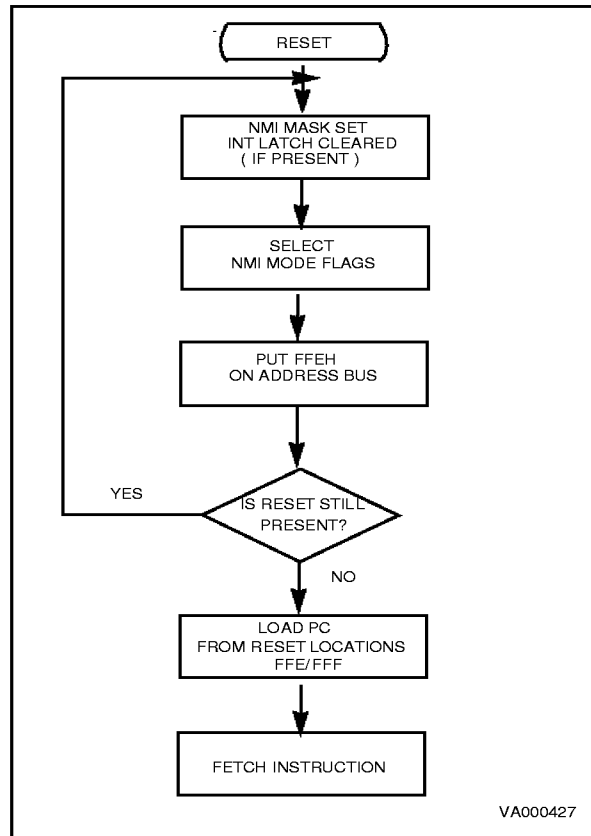 RESET
NMI MASK SET
INT LATCH CLEARED
( IF PRESENT )
SELECT
NMI MODE FLAGS
PUT FFEH
ON ADDRESS BUS
IS RESET STILL
PRESENT?
YES
NO
LOAD PC
FROM RESET LOCATIONS
FFE/FFF
FETCH INSTRUCTION
VA000427